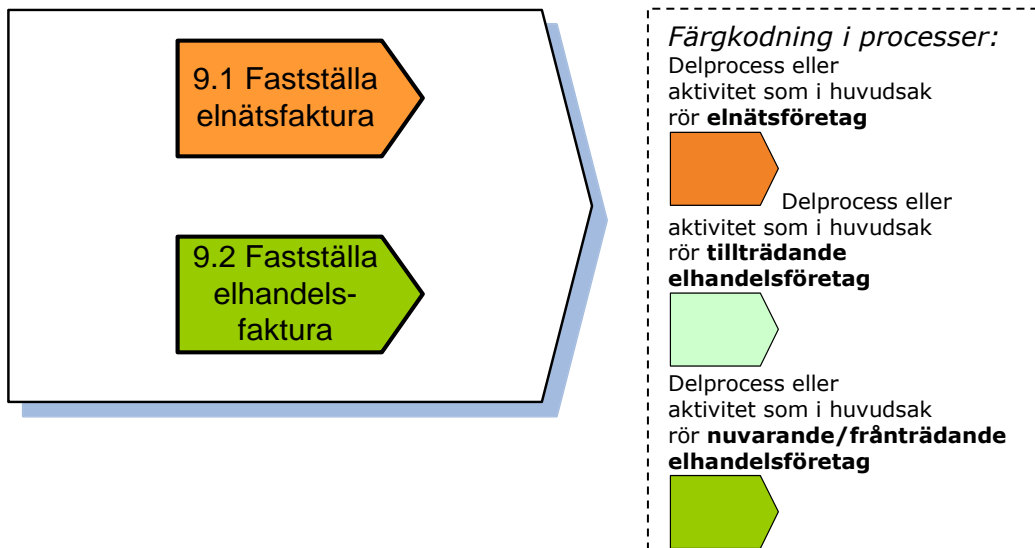 9.1 Fastställa
elnätsfaktura
9.2 Fastställa
elhandels-
faktura
Färgkodning i processer:
Delprocess eller
aktivitet som i huvudsak
rör elnätsföretag
Delprocess eller
aktivitet som i huvudsak
rör tillträdande
elhandelsföretag
Delprocess eller
aktivitet som i huvudsak
rör nuvarande/frånträdande
elhandelsföretag